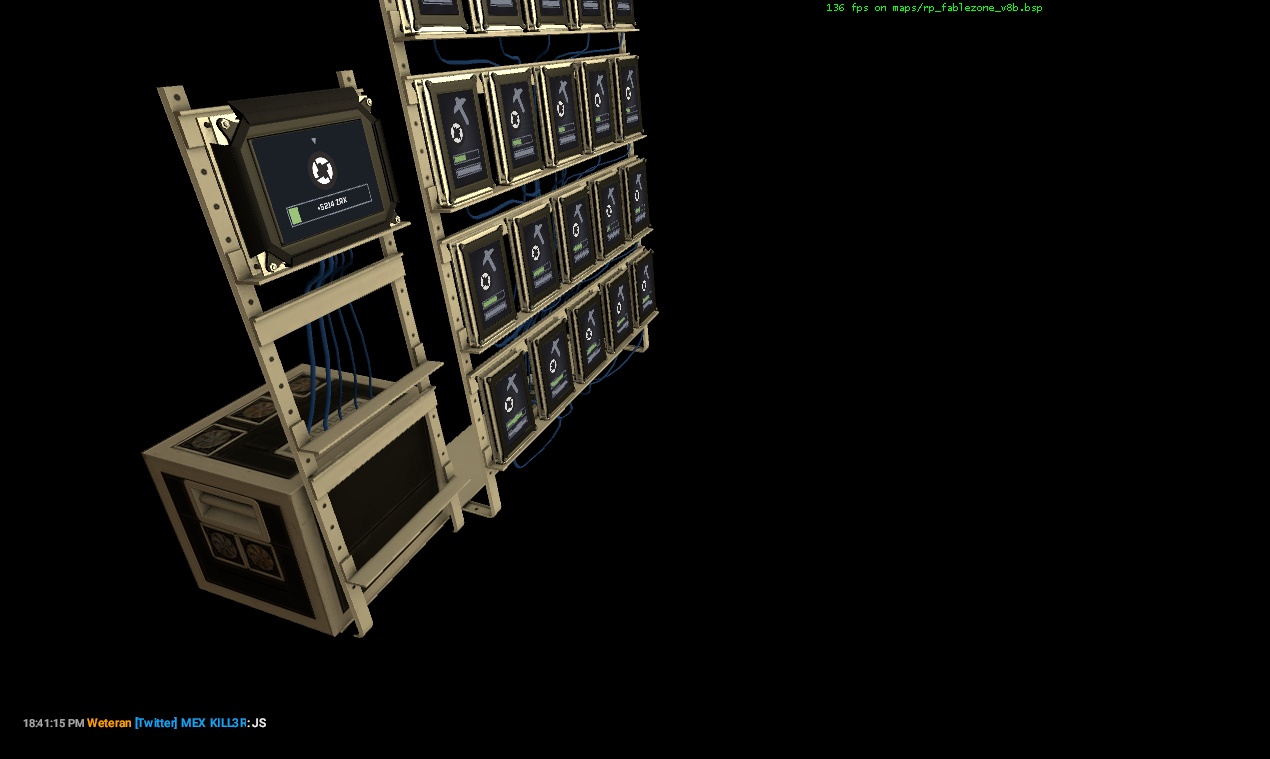 136 fps on maps/rp_fablezone_v8b.bsp
+5214 ZRX
18:41:15 PM Weteran [Twitter] MEX KILL3R: JS